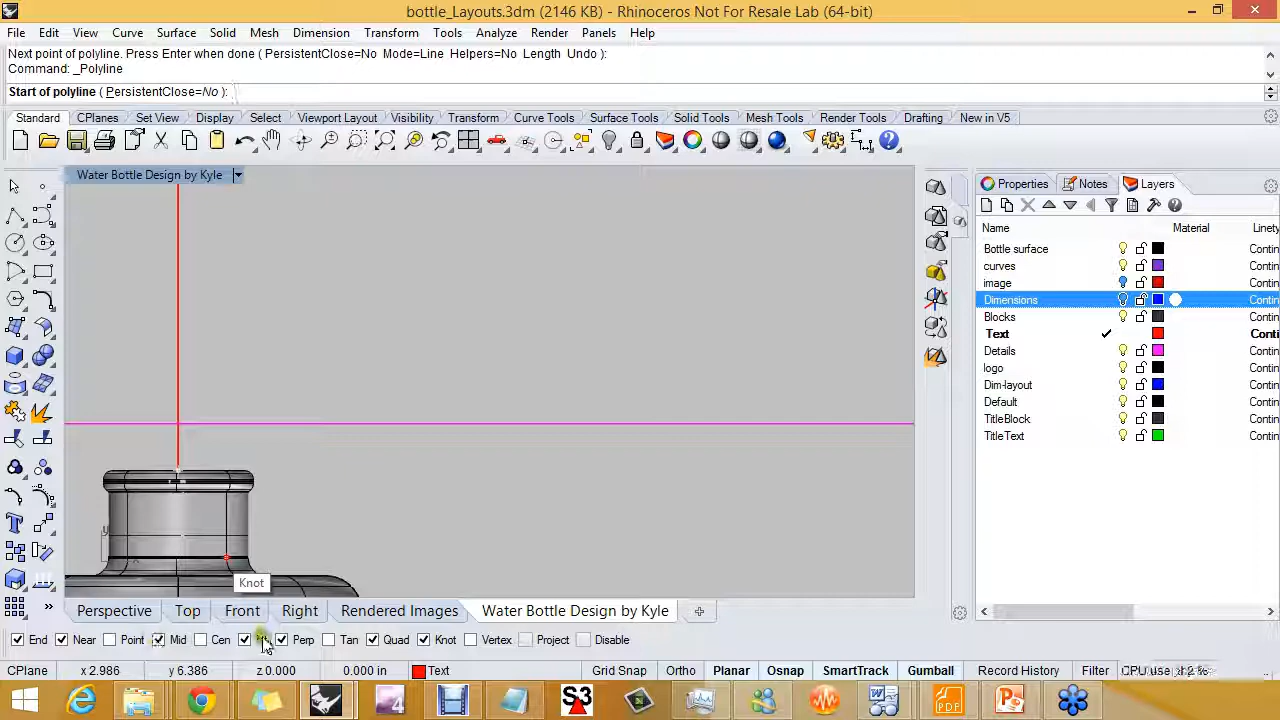 bottle_Layouts.3dm (2146 KB) - Rhinoceros Not For Resale Lab (64-bit)
File Edit View Curve Surface Solid Mesh Dimension Transform Tools Analyze Render Panels Help
Next point of polyline. Press Enter when done ( PersistentClose=No Mode=Line Helpers=No Length Undo ):
Command: _Polyline
Start of polyline ( PersistentClose=No ):
Standard CPlanes Set View Display Select Viewport Layout Visibility Transform Curve Tools Surface Tools Solid Tools Mesh Tools Render Tools Drafting New in V5
Water Bottle Design by Kyle
Properties Notes Layers
Name Material Linety
Bottle surface Contin
curves Contin
image Contin
Dimensions Contin
Blocks Contin
Text Conti
Details Contin
logo Contin
Dim-layout Contin
Default Contin
TitleBlock Contin
TitleText Contin
Knot
Perspective Top Front Right Rendered Images Water Bottle Design by Kyle
End Near Point Mid Cen Perp Tan Quad Knot Vertex Project Disable
CPlane x 2.986 y 6.386 z 0.000 0.000 in Text Grid Snap Ortho Planar Osnap SmartTrack Gumball Record History Filter
4 S3 PDF